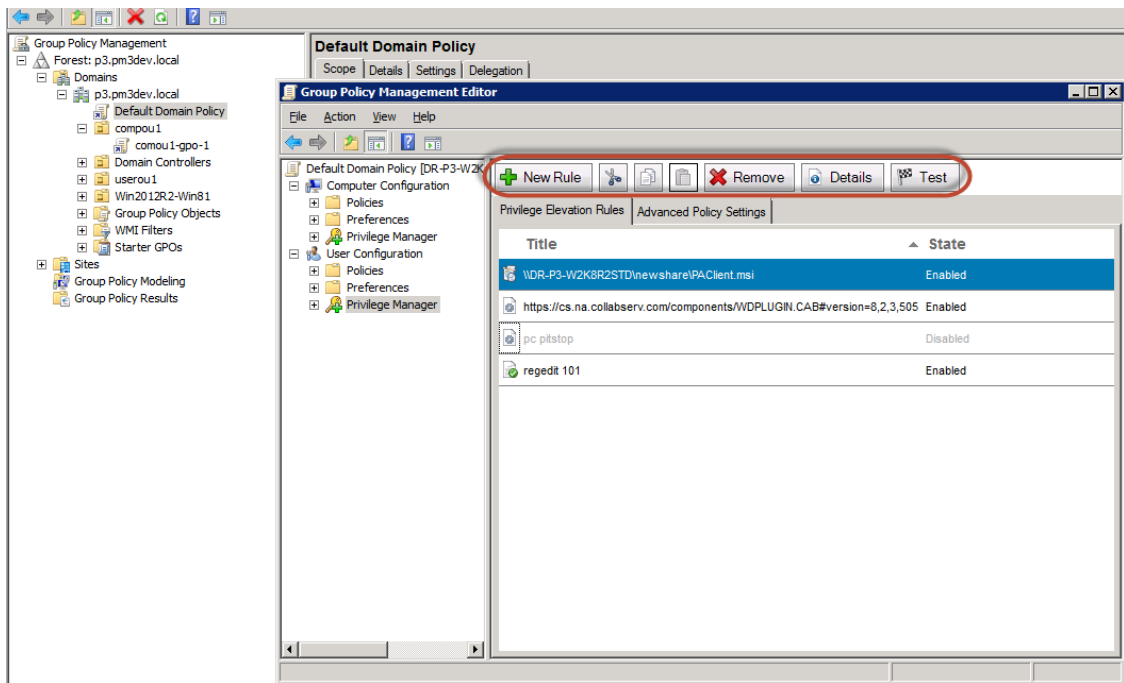 Group Policy Management
Forest: p3.pm3dev.local
Domains
p3.pm3dev.local
Default Domain Policy
compou1
comou1-gpo-1
Domain Controllers
userou1
Win2012R2-Win81
Group Policy Objects
WMI Filters
Starter GPOs
Sites
Group Policy Modeling
Group Policy Results
Default Domain Policy
Scope Details Settings Delegation
Group Policy Management Editor
File Action View Help
Default Domain Policy [DR-P3-W2K
Computer Configuration
Policies
Preferences
Privilege Manager
User Configuration
Policies
Preferences
Privilege Manager
New Rule Remove Details Test
Privilege Elevation Rules Advanced Policy Settings
Title State
\\DR-P3-W2K8R2STD\newshare\PAClient.msi Enabled
https://cs.na.collabserv.com/components/WDPLUGIN.CAB#version=8,2,3,505 Enabled
pc pitstop Disabled
regedit 101 Enabled